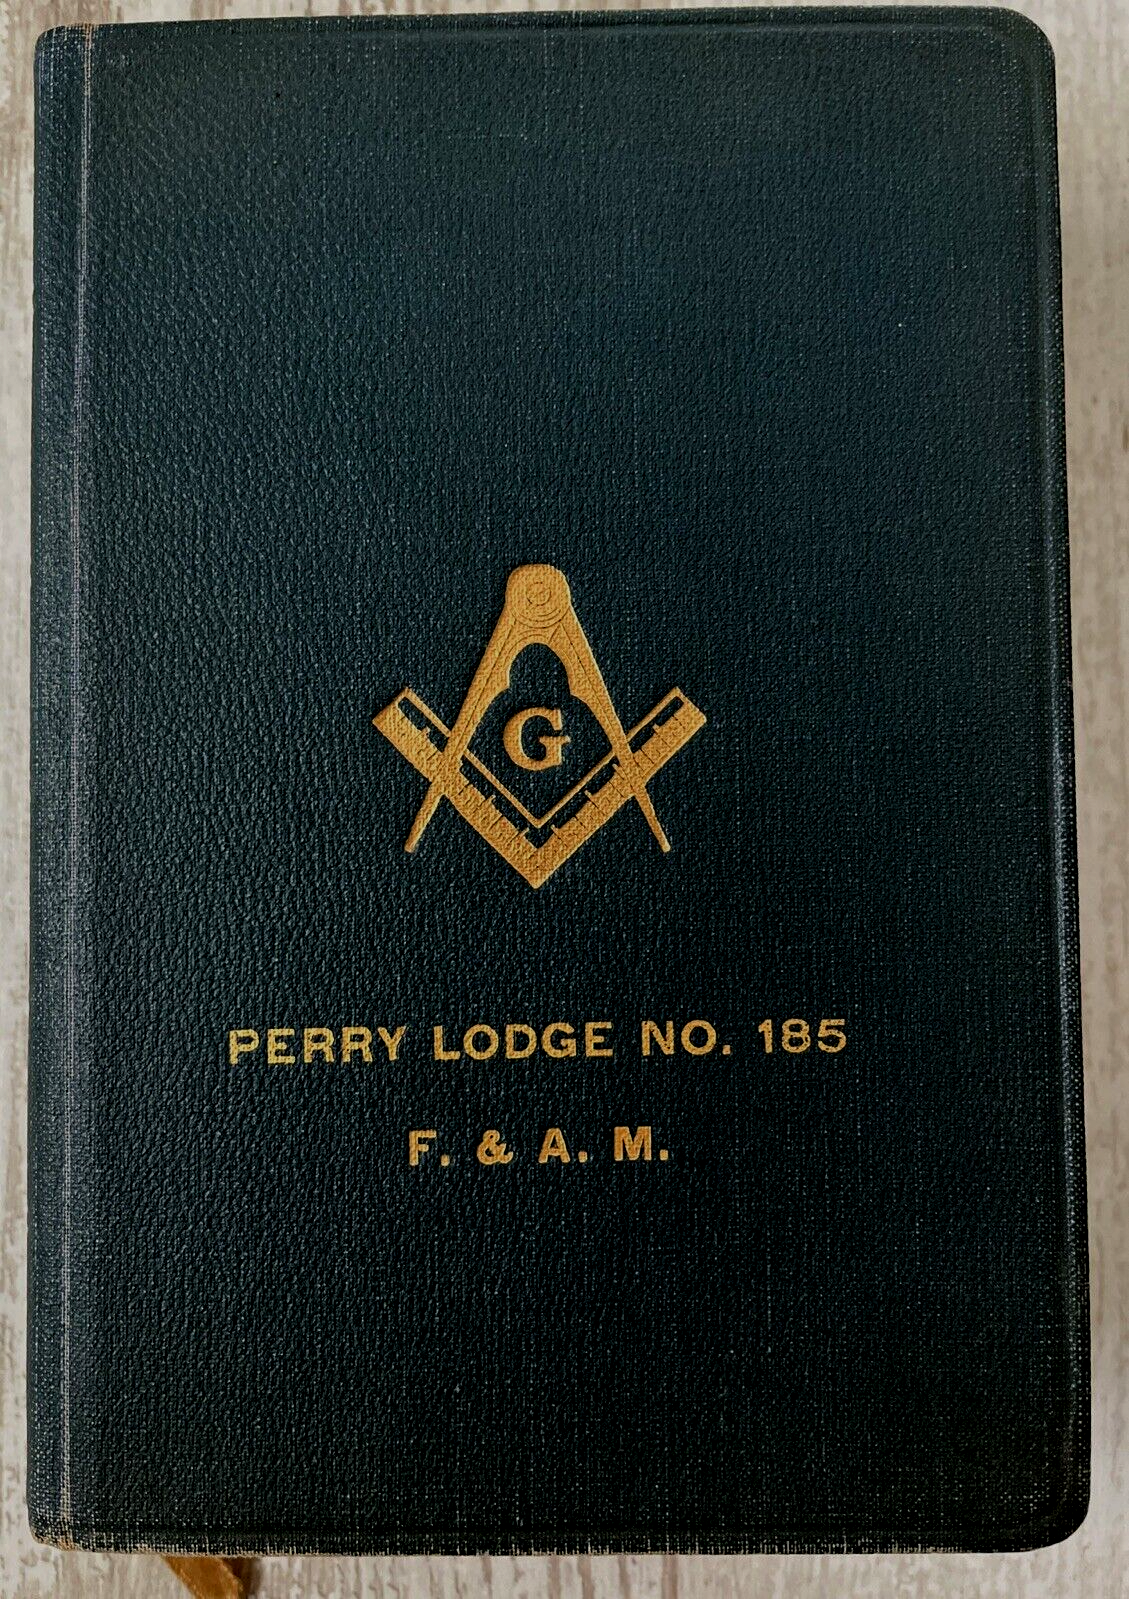 G
PERRY LODGE NO. 185
F. & A. M.